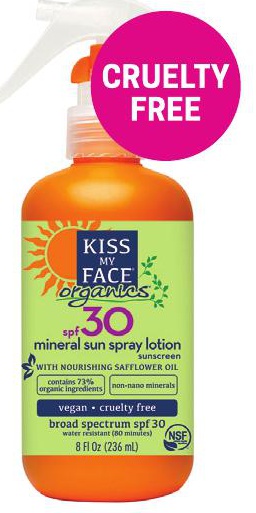 CRUELTY
FREE
KISS
MY
FACE®
organics
spf 30
mineral sun spray lotion
sunscreen
WITH NOURISHING SAFFLOWER OIL
contains 73%
organic ingredients
non-nano minerals
vegan • cruelty free
broad spectrum spf 30
water resistant (80 minutes)
NSF
8 Fl Oz (236 mL)